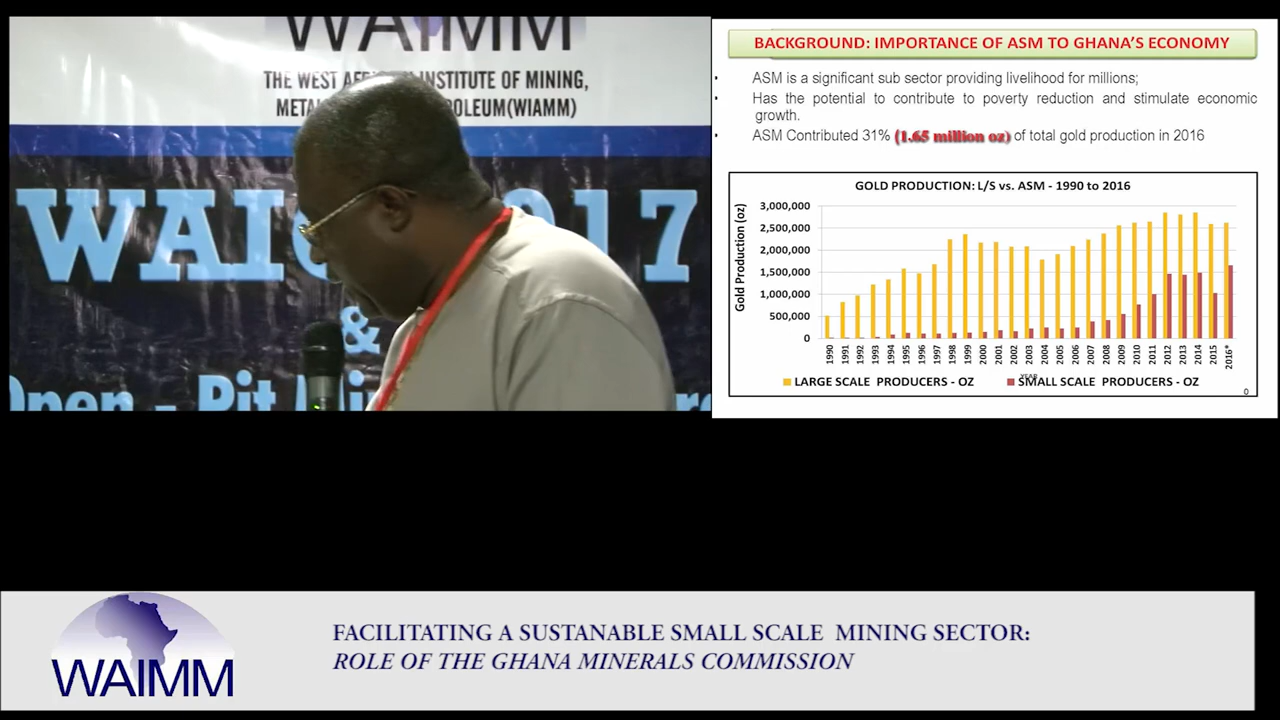 WAIMM
THE WEST INSTITUTE OF MINING,
(WIAMM)
&
BACKGROUND: IMPORTANCE OF ASM TO GHANA'S ECONOMY
• ASM is a significant sub sector providing livelihood for millions;
• Has the potential to contribute to poverty reduction and stimulate economic
growth.
• ASM Contributed 31% (1.65 million oz) of total gold production in 2016
GOLD PRODUCTION: L/S vs. ASM - 1990 to 2016
Gold Production (oz)
3,000,000
2,500,000
2,000,000
1,500,000
1,000,000
500,000
0
1990 1991 1992 1993 1994 1995 1996 1997 1998 1999 2000 2001 2002 2003 2004 2005 2006 2007 2008 2009 2010 2011 2012 2013 2014 2015 2016*
YEAR
LARGE SCALE PRODUCERS - OZ SMALL SCALE PRODUCERS - OZ
0
WAIMM
FACILITATING A SUSTANABLE SMALL SCALE MINING SECTOR:
ROLE OF THE GHANA MINERALS COMMISSION